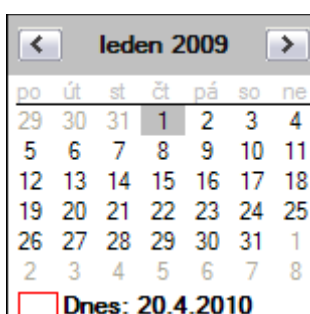 leden 2009
po út st čt pá so ne
29 30 31 1 2 3 4
5 6 7 8 9 10 11
12 13 14 15 16 17 18
19 20 21 22 23 24 25
26 27 28 29 30 31 1
2 3 4 5 6 7 8
Dnes: 20.4.2010